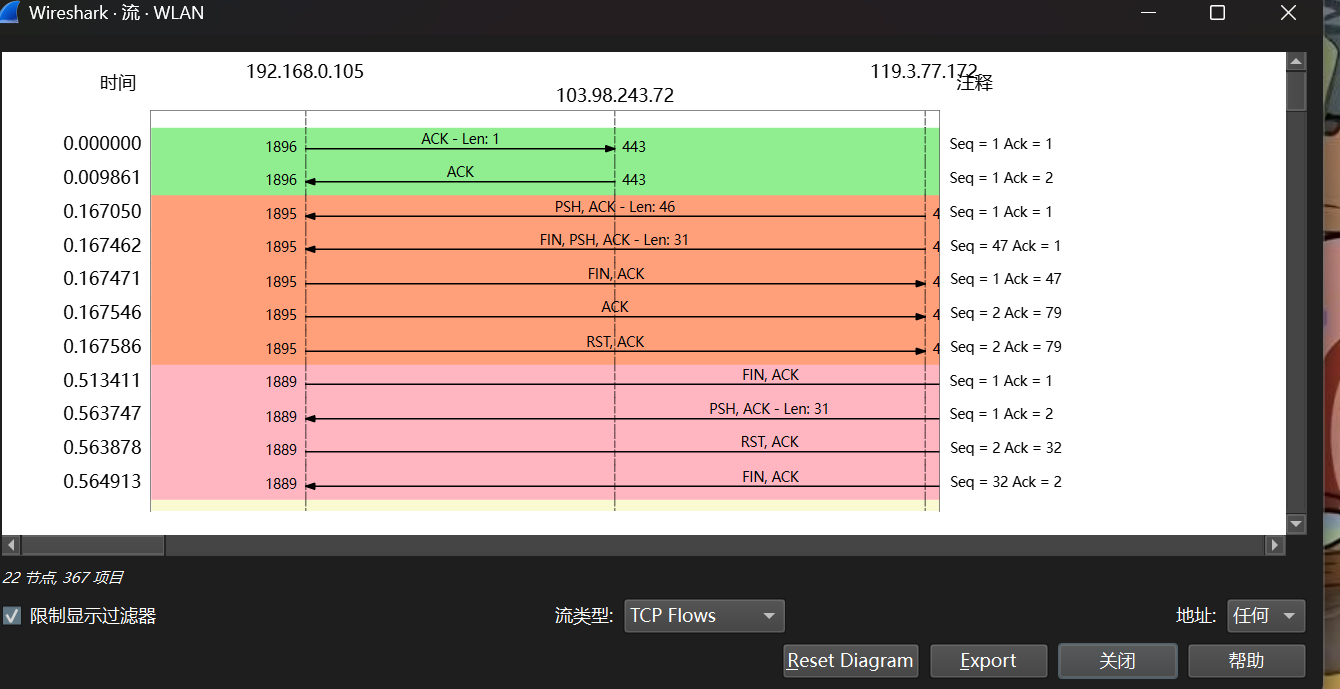 Wireshark · 流 · WLAN
192.168.0.105 119.3.77.172
时间 注释
103.98.243.72
0.000000 1896 ACK - Len: 1 443 Seq = 1 Ack = 1
0.009861 1896 ACK 443 Seq = 1 Ack = 2
0.167050 1895 PSH, ACK - Len: 46 4 Seq = 1 Ack = 1
0.167462 1895 FIN, PSH, ACK - Len: 31 4 Seq = 47 Ack = 1
0.167471 1895 FIN, ACK 4 Seq = 1 Ack = 47
0.167546 1895 ACK 4 Seq = 2 Ack = 79
0.167586 1895 RST, ACK 4 Seq = 2 Ack = 79
0.513411 1889 FIN, ACK Seq = 1 Ack = 1
0.563747 1889 PSH, ACK - Len: 31 Seq = 1 Ack = 2
0.563878 1889 RST, ACK Seq = 2 Ack = 32
0.564913 1889 FIN, ACK Seq = 32 Ack = 2
22 节点, 367 项目
限制显示过滤器 流类型: TCP Flows 地址: 任何
Reset Diagram Export 关闭 帮助